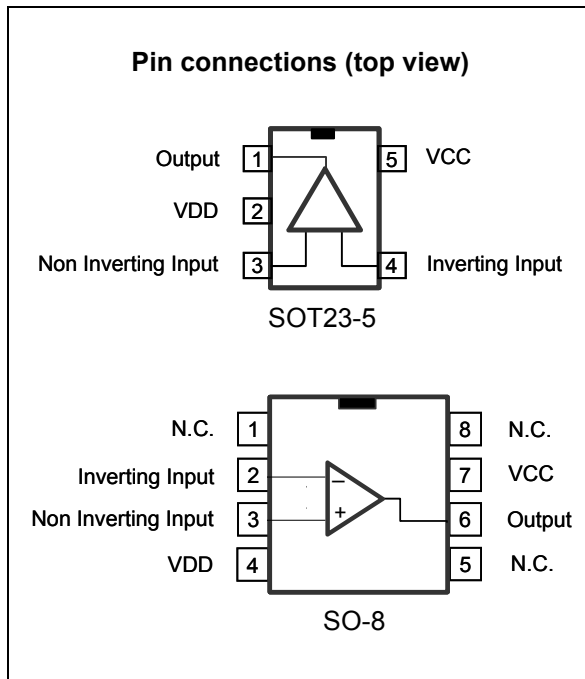 Pin connections (top view)
Output 1 5 VCC
VDD 2
Non Inverting Input 3 4 Inverting Input
SOT23-5
N.C. 1 8 N.C.
Inverting Input 2 − 7 VCC
Non Inverting Input 3 + 6 Output
VDD 4 5 N.C.
SO-8